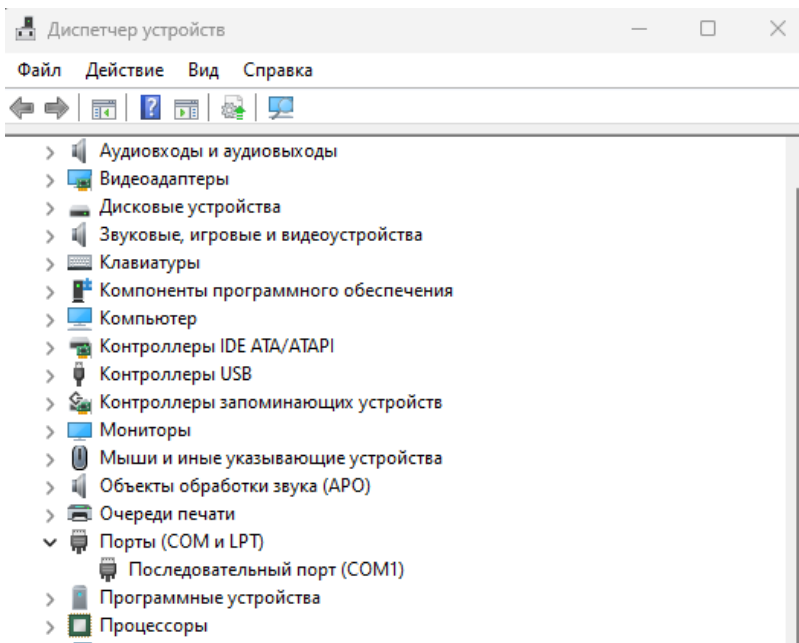 Диспетчер устройств
Файл Действие Вид Справка
Аудиовходы и аудиовыходы
Видеоадаптеры
Дисковые устройства
Звуковые, игровые и видеоустройства
Клавиатуры
Компоненты программного обеспечения
Компьютер
Контроллеры IDE ATA/ATAPI
Контроллеры USB
Контроллеры запоминающих устройств
Мониторы
Мыши и иные указывающие устройства
Объекты обработки звука (APO)
Очереди печати
Порты (COM и LPT)
Последовательный порт (COM1)
Программные устройства
Процессоры